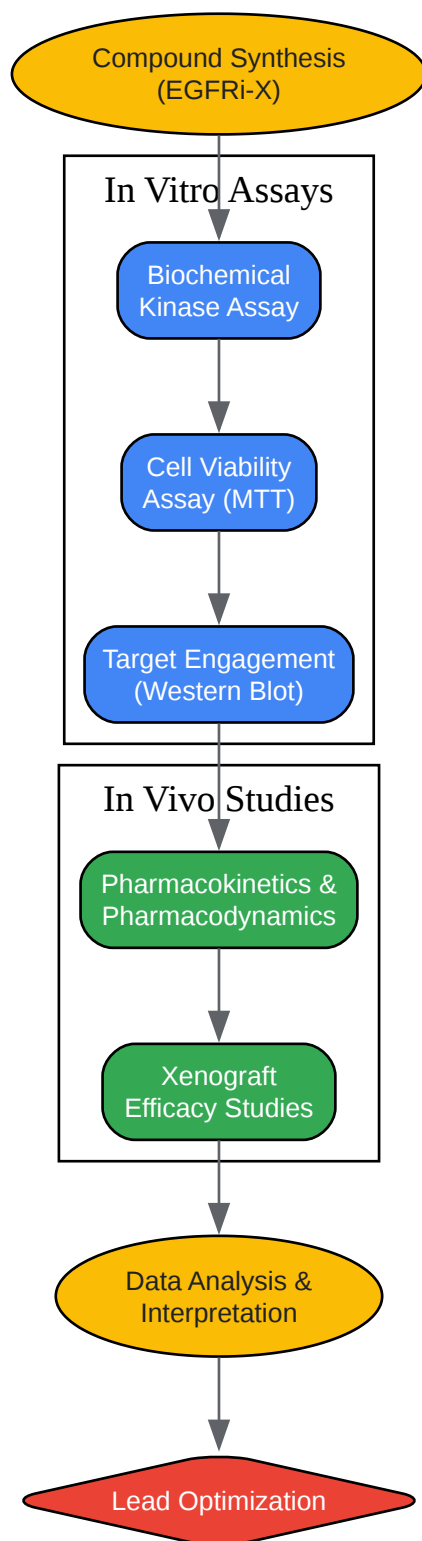 Compound Synthesis
(EGFRi-X)
In Vitro Assays
Biochemical
Kinase Assay
Cell Viability
Assay (MTT)
Target Engagement
(Western Blot)
In Vivo Studies
Pharmacokinetics &
Pharmacodynamics
Xenograft
Efficacy Studies
Data Analysis &
Interpretation
Lead Optimization